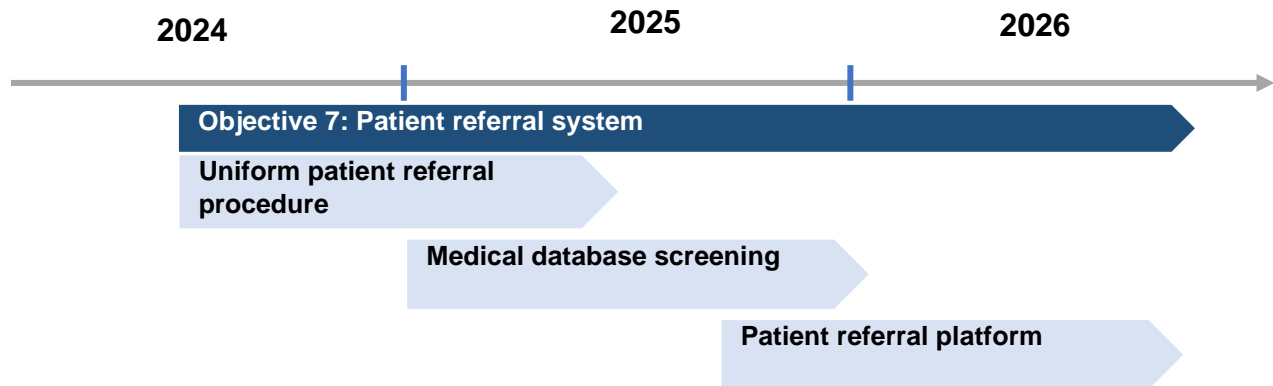 2024
2025
2026
Objective 7: Patient referral system
Uniform patient referral
procedure
Medical database screening
Patient referral platform